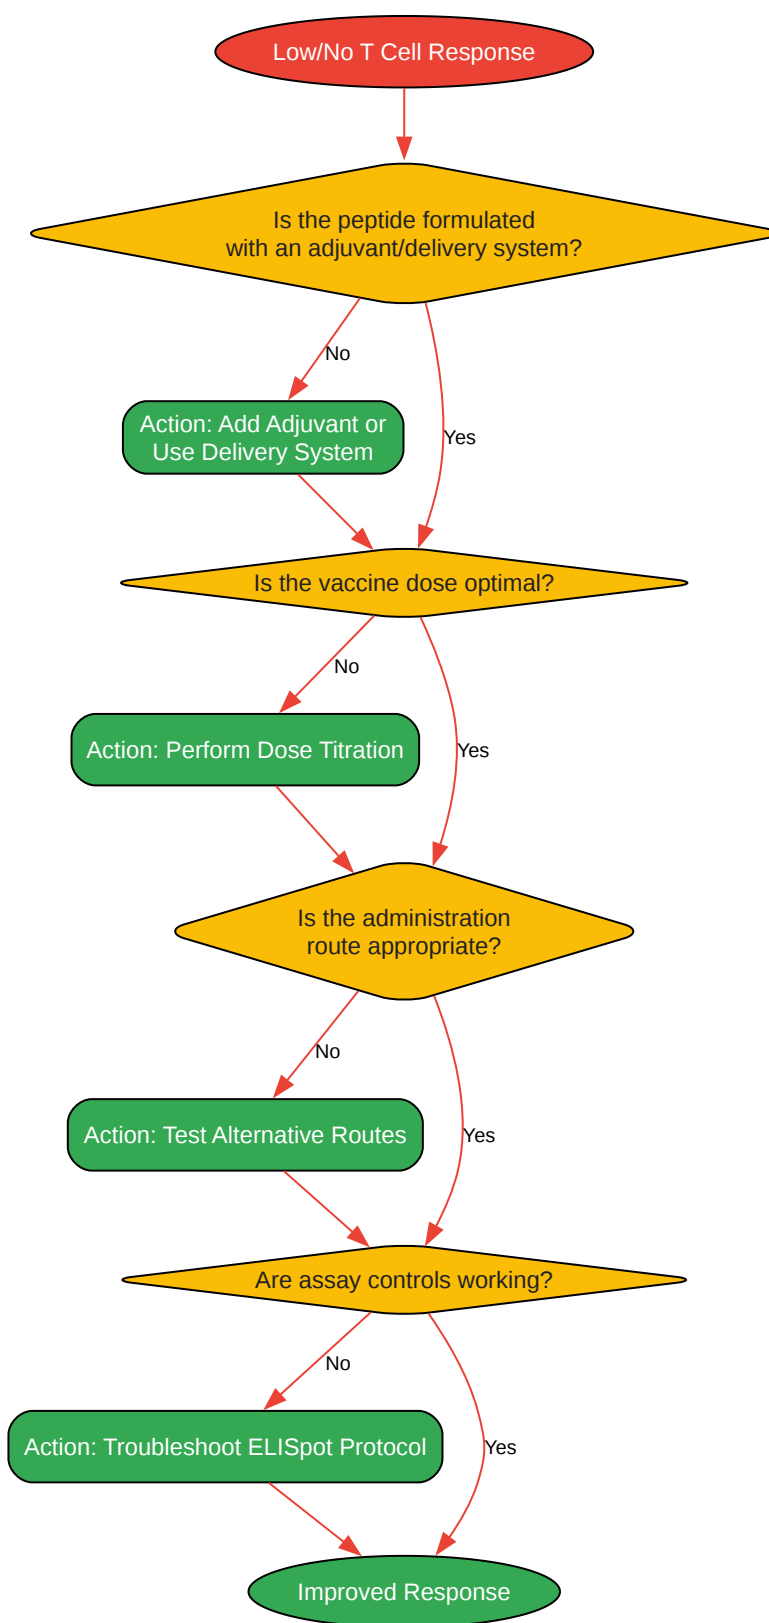 Low/No T Cell Response
Is the peptide formulated
with an adjuvant/delivery system?
No
Action: Add Adjuvant or
Use Delivery System
Yes
Is the vaccine dose optimal?
No
Action: Perform Dose Titration
Yes
Is the administration
route appropriate?
No
Action: Test Alternative Routes
Yes
Are assay controls working?
No
Action: Troubleshoot ELISpot Protocol
Yes
Improved Response